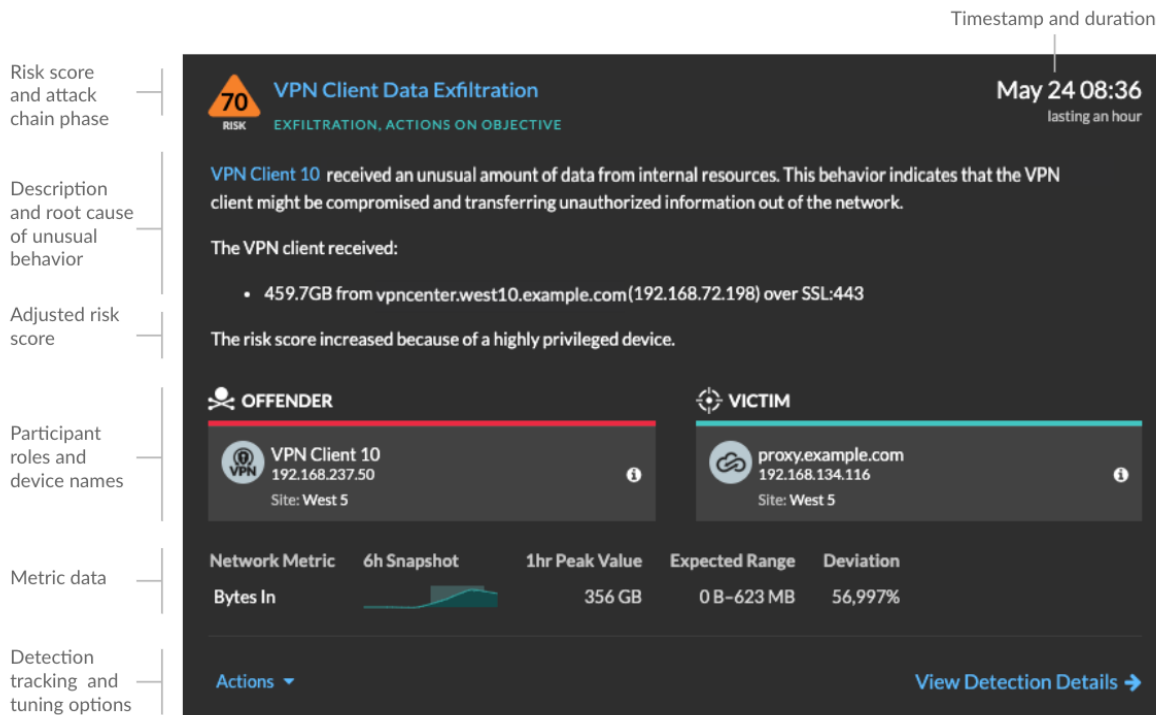 Timestamp and duration
Risk score
and attack
chain phase
70
RISK
VPN Client Data Exfiltration
EXFILTRATION, ACTIONS ON OBJECTIVE
May 24 08:36
lasting an hour
Description
and root cause
of unusual
behavior
VPN Client 10 received an unusual amount of data from internal resources. This behavior indicates that the VPN
client might be compromised and transferring unauthorized information out of the network.
The VPN client received:
• 459.7GB from vpncenter.west10.example.com(192.168.72.198) over SSL:443
Adjusted risk
score
The risk score increased because of a highly privileged device.
Participant
roles and
device names
OFFENDER
VPN
VPN Client 10
192.168.237.50
Site: West 5
VICTIM
proxy.example.com
192.168.134.116
Site: West 5
Metric data
Network Metric 6h Snapshot 1hr Peak Value Expected Range Deviation
Bytes In 356 GB 0 B–623 MB 56,997%
Detection
tracking and
tuning options
Actions
View Detection Details